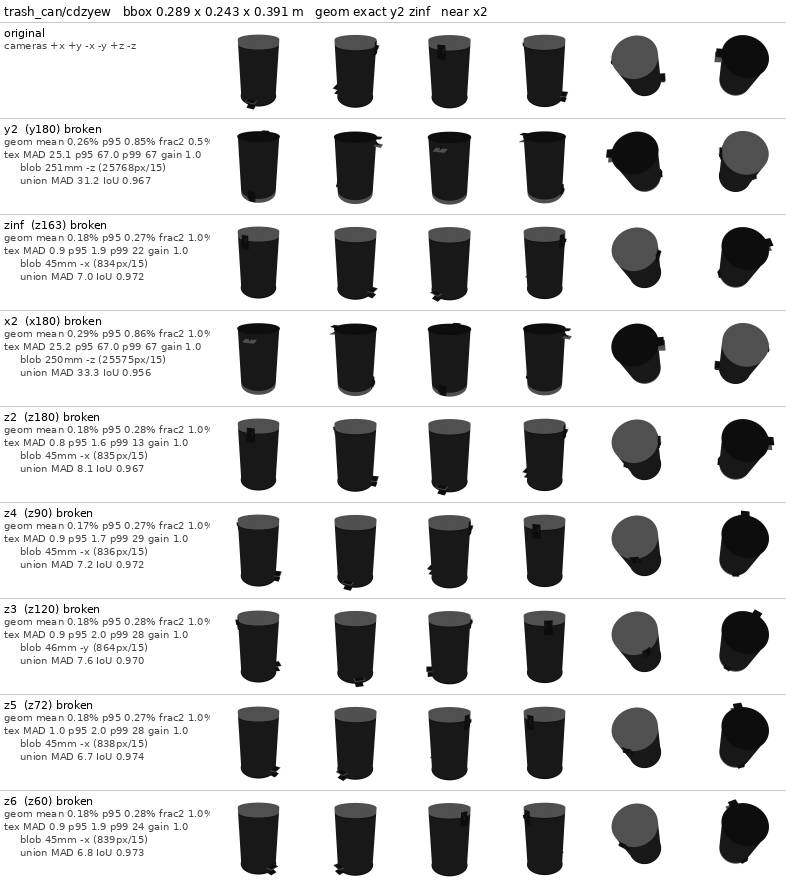 trash_can/cdzyew   bbox 0.289 x 0.243 x 0.391 m   geom exact y2 zinf   near x2
original
cameras +x +y -x -y +z -z
y2 (y180) broken
geom mean 0.26% p95 0.85% frac2 0.5%
tex MAD 25.1 p95 67.0 p99 67 gain 1.0
blob 251mm -z (25768px/15)
union MAD 31.2 IoU 0.967
zinf (z163) broken
geom mean 0.18% p95 0.27% frac2 1.0%
tex MAD 0.9 p95 1.9 p99 22 gain 1.0
blob 45mm -x (834px/15)
union MAD 7.0 IoU 0.972
x2 (x180) broken
geom mean 0.29% p95 0.86% frac2 1.0%
tex MAD 25.2 p95 67.0 p99 67 gain 1.0
blob 250mm -z (25575px/15)
union MAD 33.3 IoU 0.956
z2 (z180) broken
geom mean 0.18% p95 0.28% frac2 1.0%
tex MAD 0.8 p95 1.6 p99 13 gain 1.0
blob 45mm -x (835px/15)
union MAD 8.1 IoU 0.967
z4 (z90) broken
geom mean 0.17% p95 0.27% frac2 1.0%
tex MAD 0.9 p95 1.7 p99 29 gain 1.0
blob 45mm -x (836px/15)
union MAD 7.2 IoU 0.972
z3 (z120) broken
geom mean 0.18% p95 0.28% frac2 1.0%
tex MAD 0.9 p95 2.0 p99 28 gain 1.0
blob 46mm -y (864px/15)
union MAD 7.6 IoU 0.970
z5 (z72) broken
geom mean 0.18% p95 0.27% frac2 1.0%
tex MAD 1.0 p95 2.0 p99 28 gain 1.0
blob 45mm -x (838px/15)
union MAD 6.7 IoU 0.974
z6 (z60) broken
geom mean 0.18% p95 0.28% frac2 1.0%
tex MAD 0.9 p95 1.9 p99 24 gain 1.0
blob 45mm -x (839px/15)
union MAD 6.8 IoU 0.973